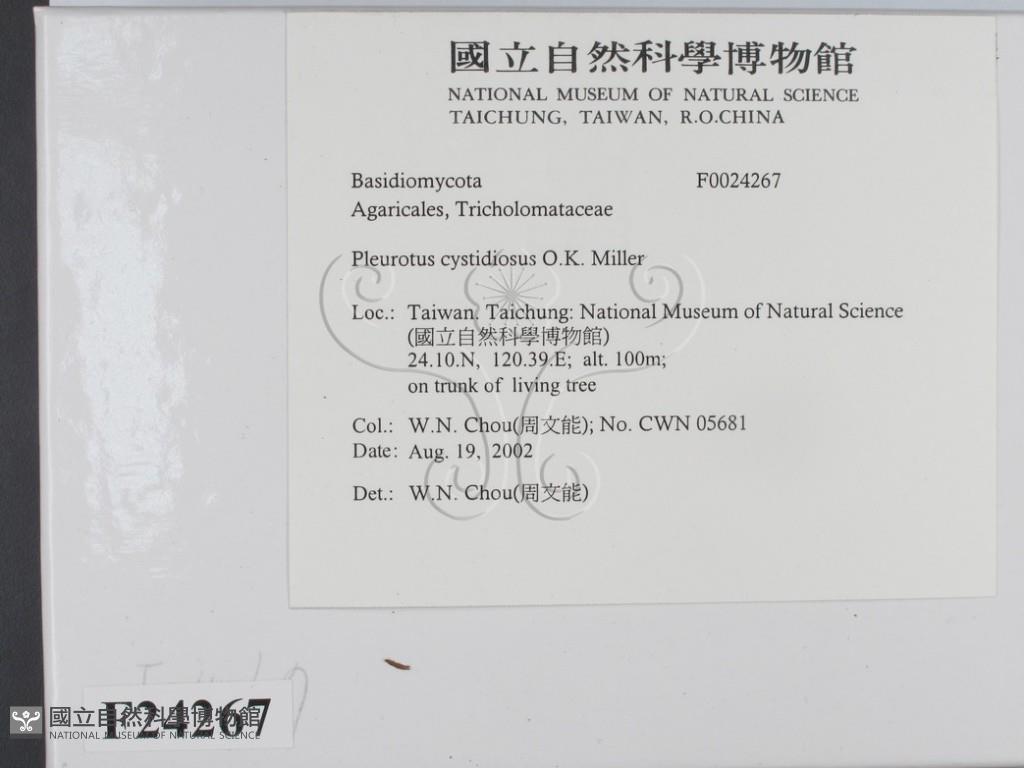 國立自然科學博物館
NATIONAL MUSEUM OF NATURAL SCIENCE
TAICHUNG, TAIWAN, R.O.CHINA
Basidiomycota F0024267
Agaricales, Tricholomataceae
Pleurotus cystidiosus O.K. Miller
Loc.: Taiwan, Taichung: National Museum of Natural Science
(國立自然科學博物館)
24.10.N, 120.39.E; alt. 100m;
on trunk of living tree
Col.: W.N. Chou(周文能); No. CWN 05681
Date: Aug. 19, 2002
Det.: W.N. Chou(周文能)
F24267
國立自然科學博物館
NATIONAL MUSEUM OF NATURAL SCIENCE